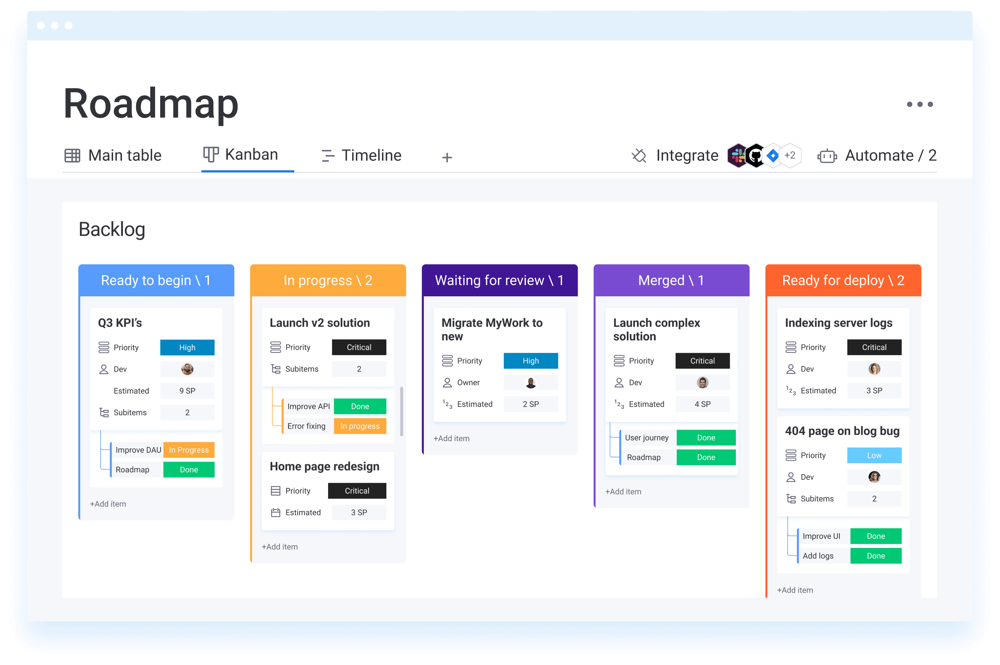 Roadmap
Main table
Kanban
Timeline
+
Integrate
+2
Automate / 2
Backlog
Ready to begin \ 1
Q3 KPI’s
Priority High
Dev
Estimated 9 SP
Subitems 2
Improve DAU In Progress
Roadmap Done
+Add item
In progress \ 2
Launch v2 solution
Priority Critical
Subitems 2
Improve API Done
Error fixing In progress
Home page redesign
Priority Critical
Estimated 3 SP
+Add item
Waiting for review \ 1
Migrate MyWork to
new
Priority High
Owner
123 Estimated 2 SP
+Add item
Merged \ 1
Launch complex
solution
Priority Critical
Dev
123 Estimated 4 SP
User journey Done
Roadmap Done
+Add item
Ready for deploy \ 2
Indexing server logs
Priority Critical
Dev
123 Estimated 3 SP
404 page on blog bug
Priority Low
Dev
Subitems 2
Improve UI Done
Add logs Done
+Add item